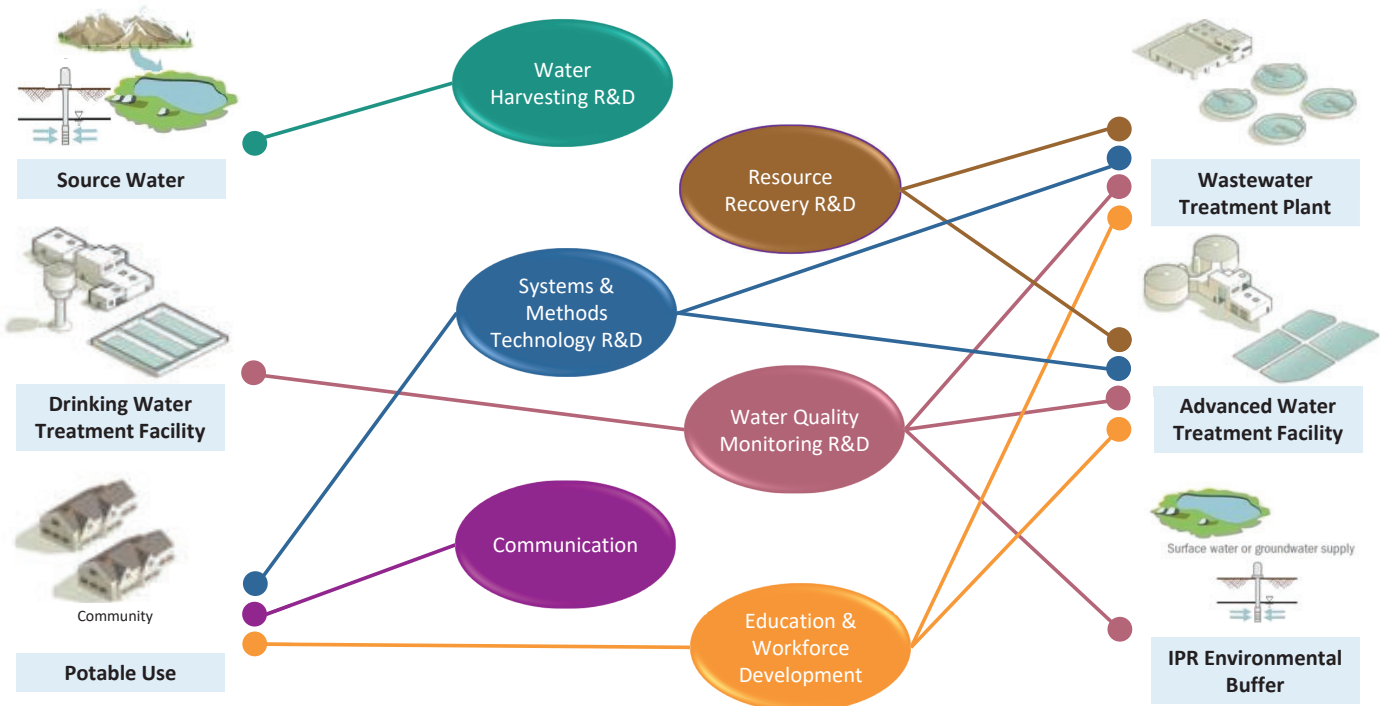 Source Water
Drinking Water
Treatment Facility
Community
Potable Use
Water
Harvesting R&D
Resource
Recovery R&D
Systems &
Methods
Technology R&D
Water Quality
Monitoring R&D
Communication
Education &
Workforce
Development
Wastewater
Treatment Plant
Advanced Water
Treatment Facility
Surface water or groundwater supply
IPR Environmental
Buffer